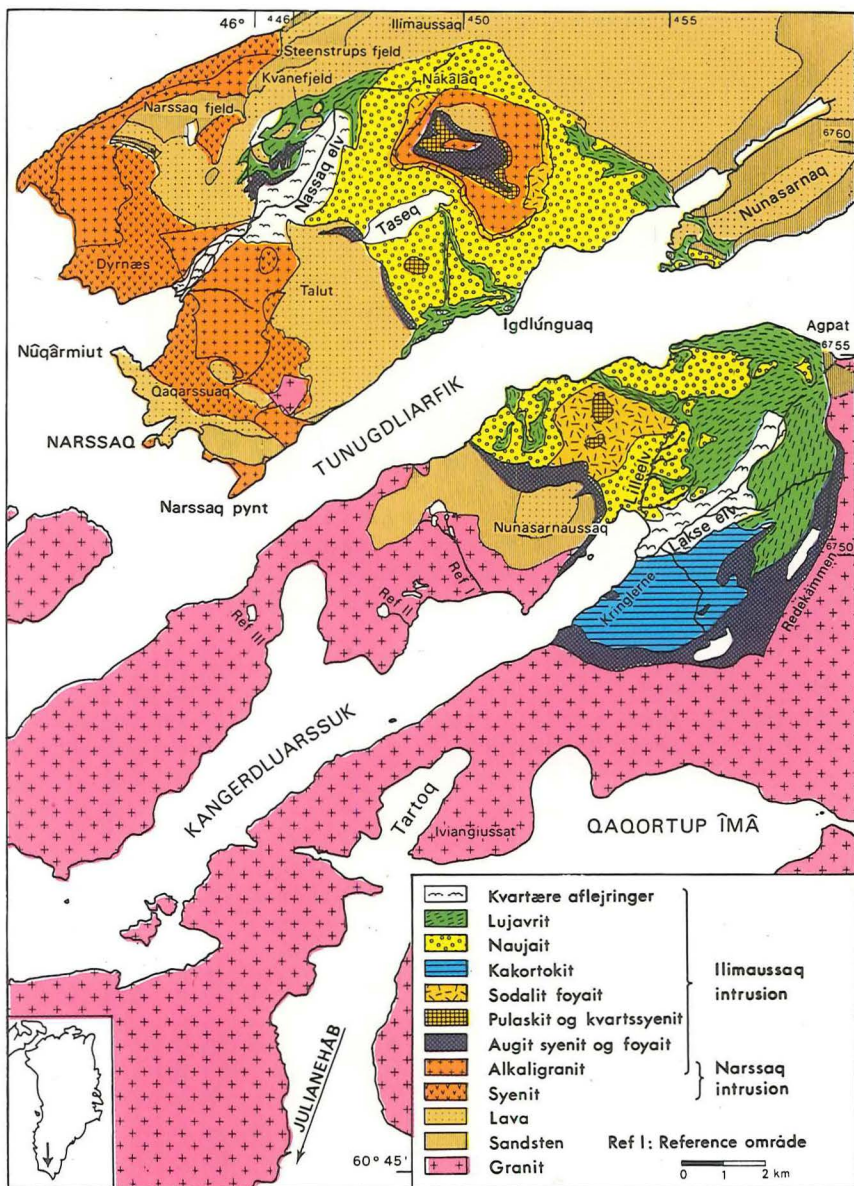 46° 446 450 455
Ilimaussaq
Steenstrups fjeld
Kvanefjeld
Nákâlâq
Narssaq fjeld
6760
Nassaq elv
Nunasarnaq
Taseq
Dyrnæs
Talut
Igdlúnguaq
Agpat
Nûqârmiut
6755
Qaqarssuaq
TUNUGDLIARFIK
NARSSAQ
Lilleelv
Narssaq pynt
Nunasarnaussaq
Lakse elv
6750
Ref I
Kringlerne
Redekammen
Ref II
Ref III
KANGERDLUARSSUK
Tartoq
Iviangiussat
QAQORTUP ÎMÂ
Kvartære aflejringer
Lujavrit
Naujait
Kakortokit
Ilimaussaq
intrusion
Sodalit foyait
Pulaskit og kvartssyenit
Augit syenit og foyait
Alkaligranit
Narssaq
intrusion
Syenit
Lava
Sandsten
Ref I: Reference område
Granit
0 1 2 km
JULIANEHÅB
60° 45'